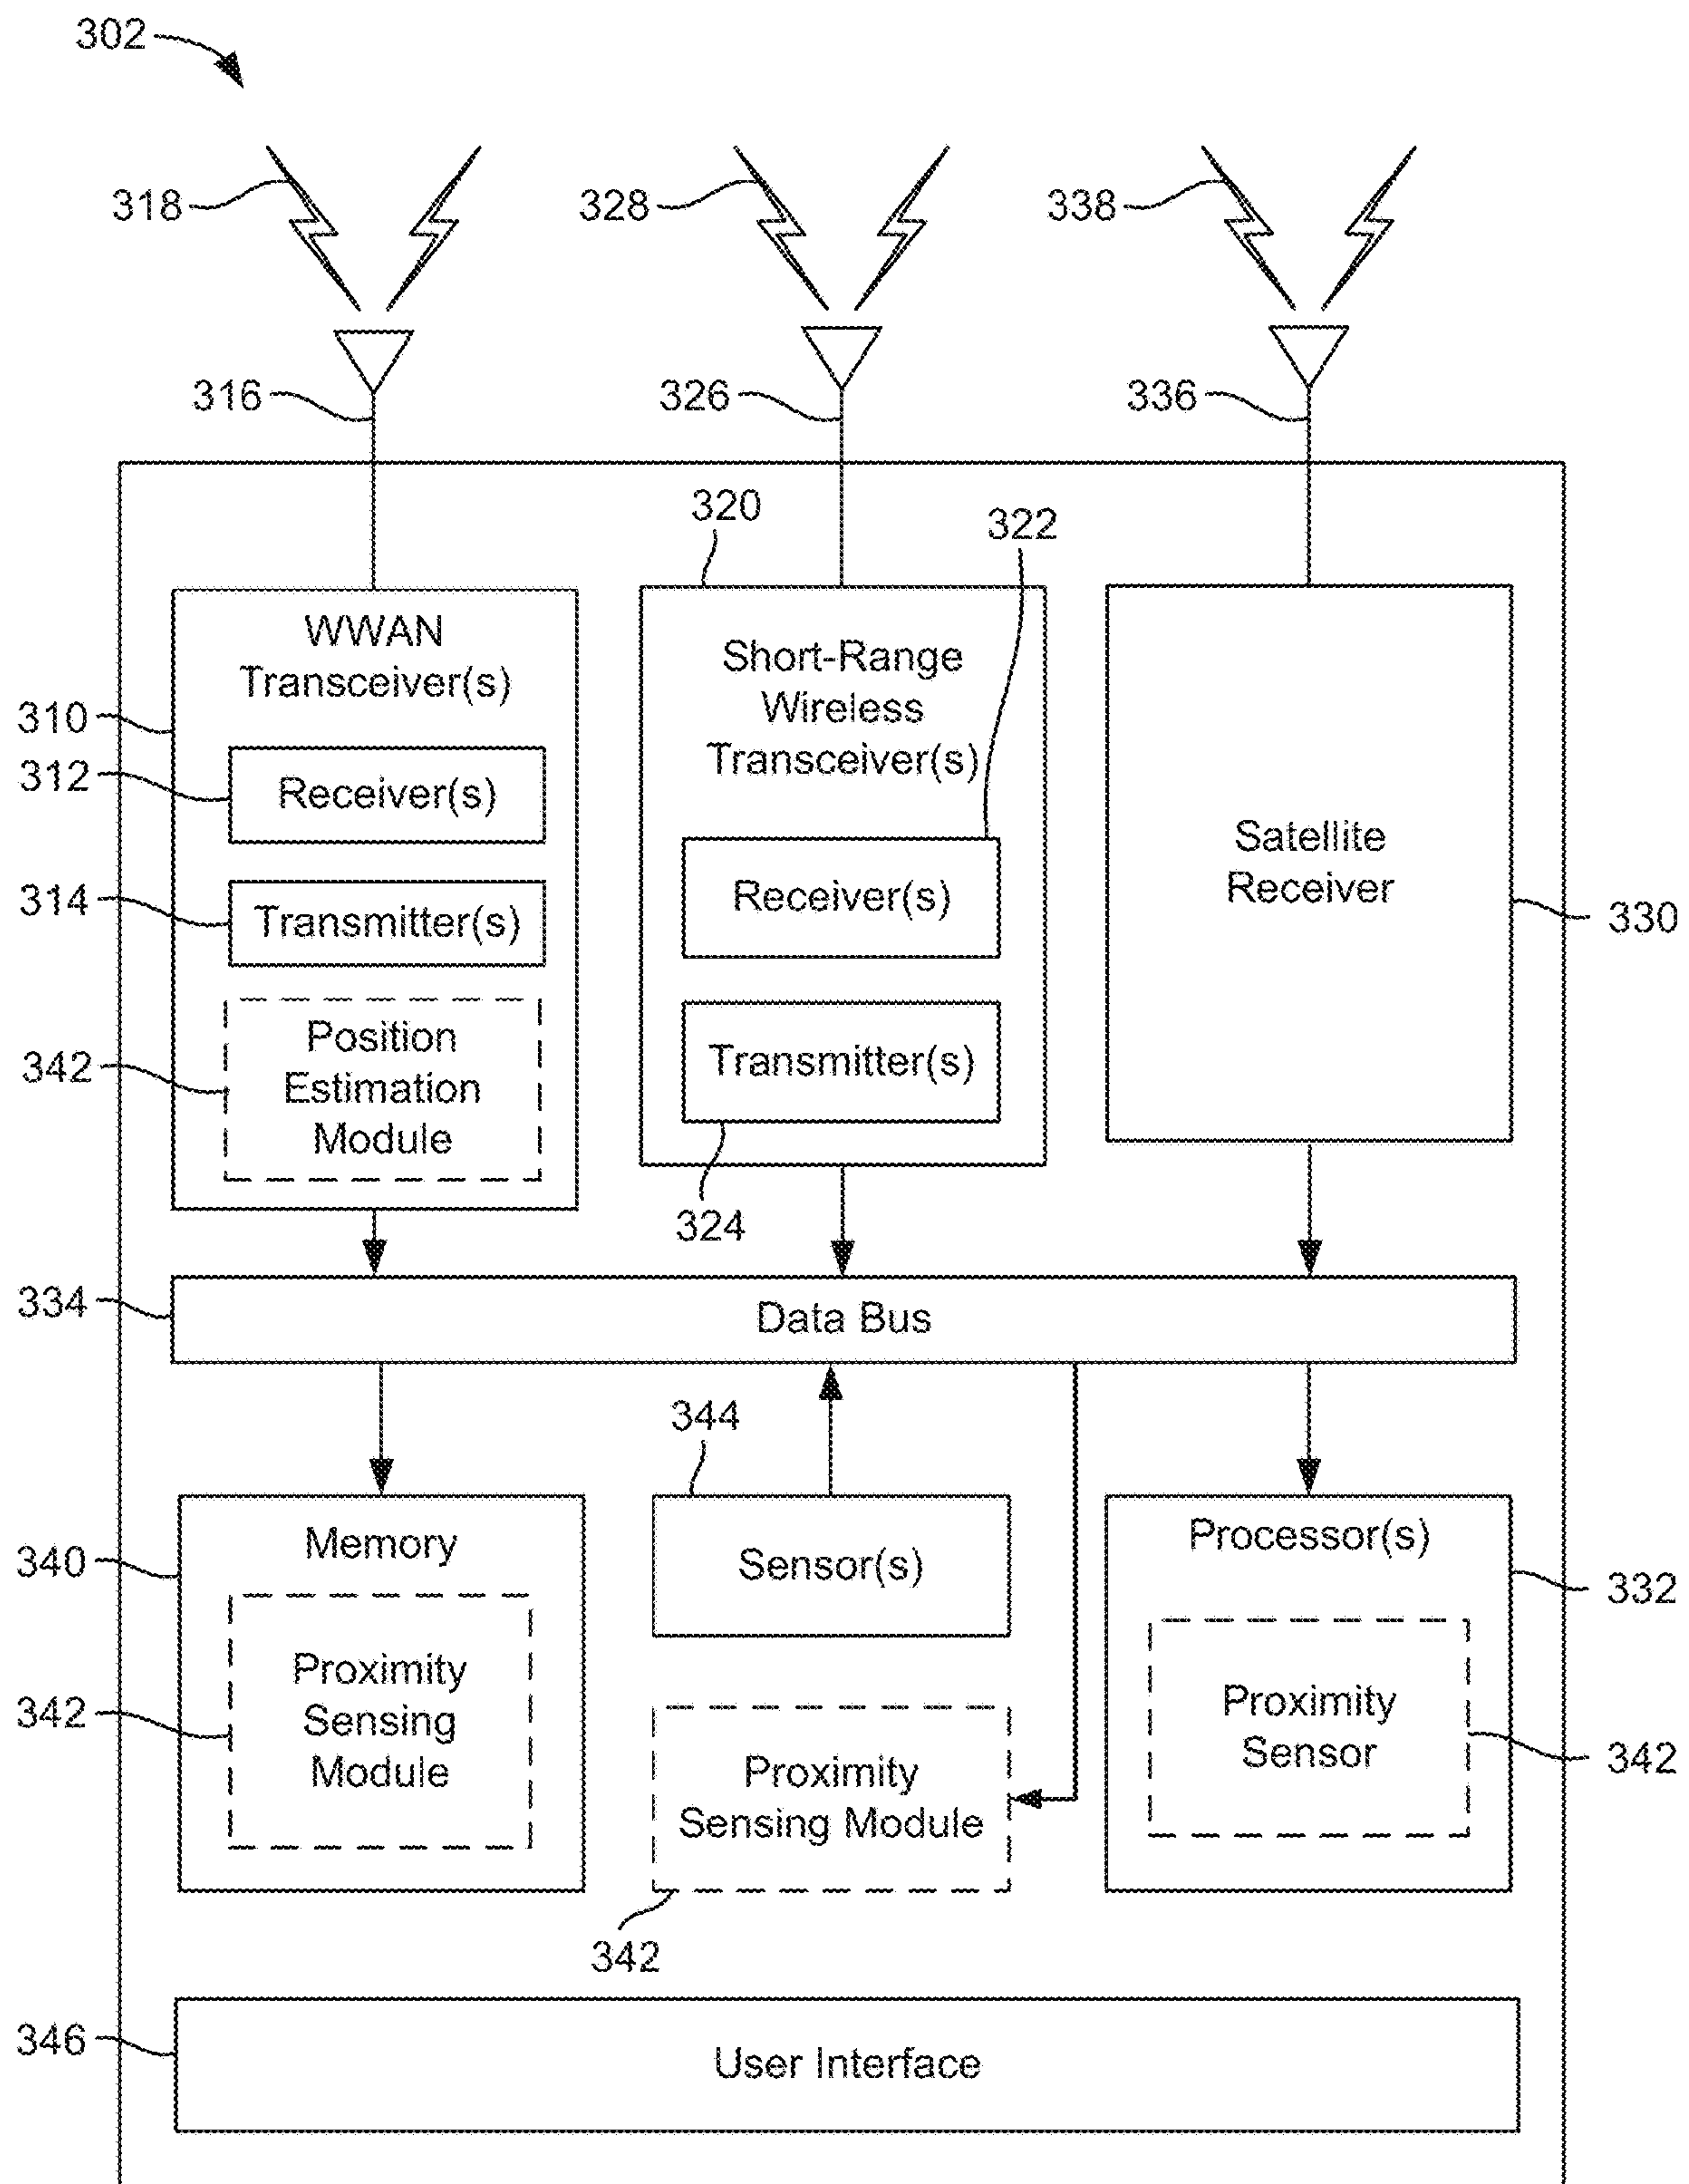 302
318
328
338
316
326
336
320
322
WWAN
Transceiver(s)
310
312
Receiver(s)
314
Transmitter(s)
342
Position
Estimation
Module
Short-Range
Wireless
Transceiver(s)
Receiver(s)
Transmitter(s)
324
Satellite
Receiver
330
334
Data Bus
344
340
Memory
342
Proximity
Sensing
Module
Sensor(s)
Proximity
Sensing Module
342
Processor(s)
332
Proximity
Sensor
342
346
User Interface